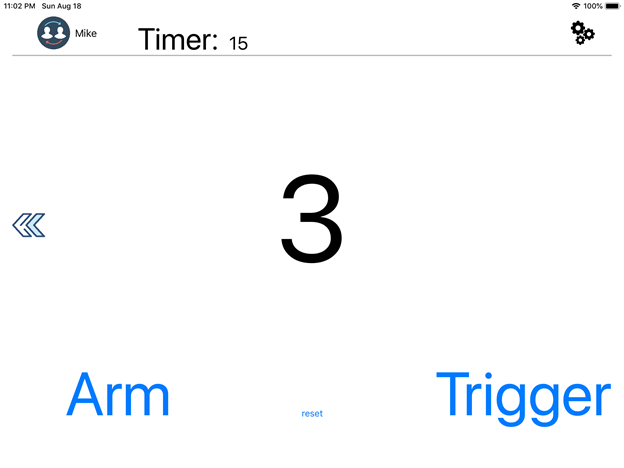 11:02 PM Sun Aug 18 100%
Mike Timer: 15
3
Arm reset Trigger